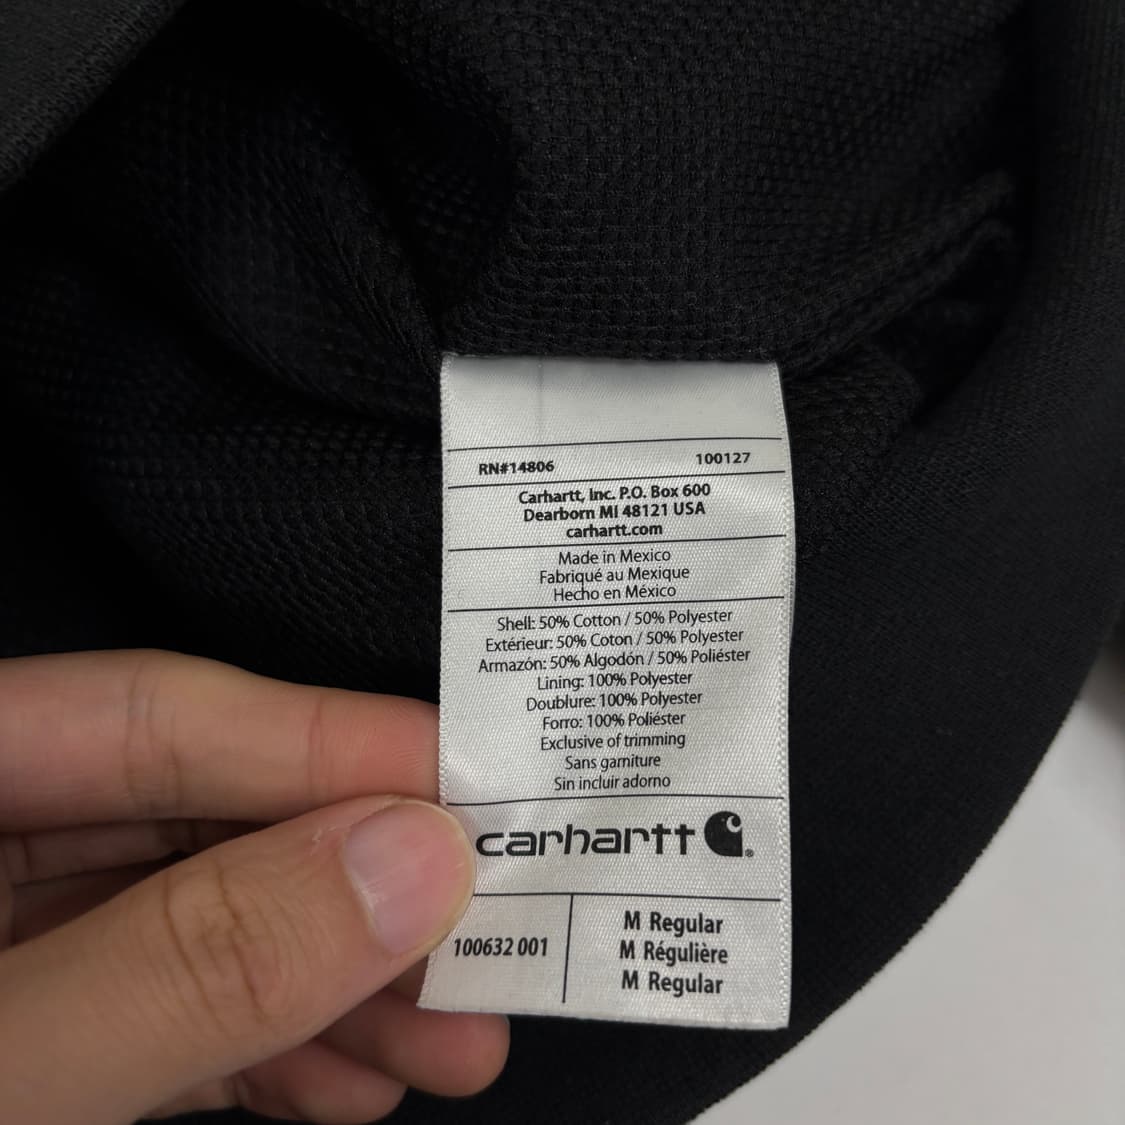 RN#14806 100127
Carhartt, Inc. P.O. Box 600
Dearborn MI 48121 USA
carhartt.com
Made in Mexico
Fabriqué au Mexique
Hecho en México
Shell: 50% Cotton / 50% Polyester
Extérieur: 50% Coton / 50% Polyester
Armazón: 50% Algodón / 50% Poliéster
Lining: 100% Polyester
Doublure: 100% Polyester
Forro: 100% Poliéster
Exclusive of trimming
Sans garniture
Sin incluir adorno
carhartt
100632 001
M Regular
M Régulière
M Regular